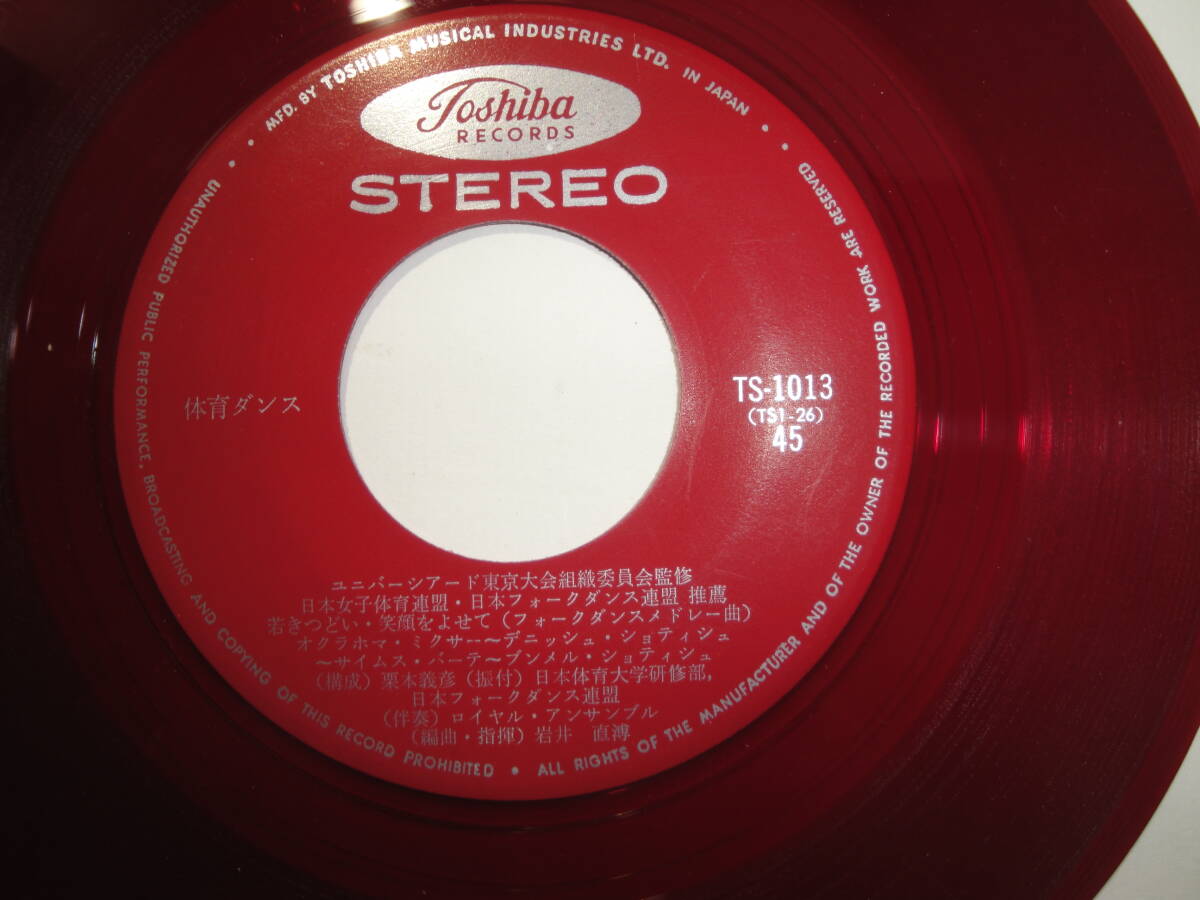 MFD. BY TOSHIBA MUSICAL INDUSTRIES LTD. IN JAPAN
Toshiba
RECORDS
STEREO
体育ダンス
TS-1013
(TS1-26)
45
ユニバーシアード東京大会組織委員会監修
日本女子体育連盟・日本フォークダンス連盟 推薦
若きつどい・笑顔をよせて(フォークダンスメドレー曲)
オクラホマ・ミクサー〜デニッシュ・ショティシュ
〜サイムス・パーテ〜ブンメル・ショティシュ
(構成)栗本義彦(振付)日本体育大学研修部,
日本フォークダンス連盟
(伴奏)ロイヤル・アンサンブル
(編曲・指揮)岩井 直溥
UNAUTHORIZED PUBLIC PERFORMANCE, BROADCASTING AND COPYING OF THIS RECORD PROHIBITED • ALL RIGHTS OF THE MANUFACTURER AND OF THE OWNER OF THE RECORDED WORK ARE RESERVED